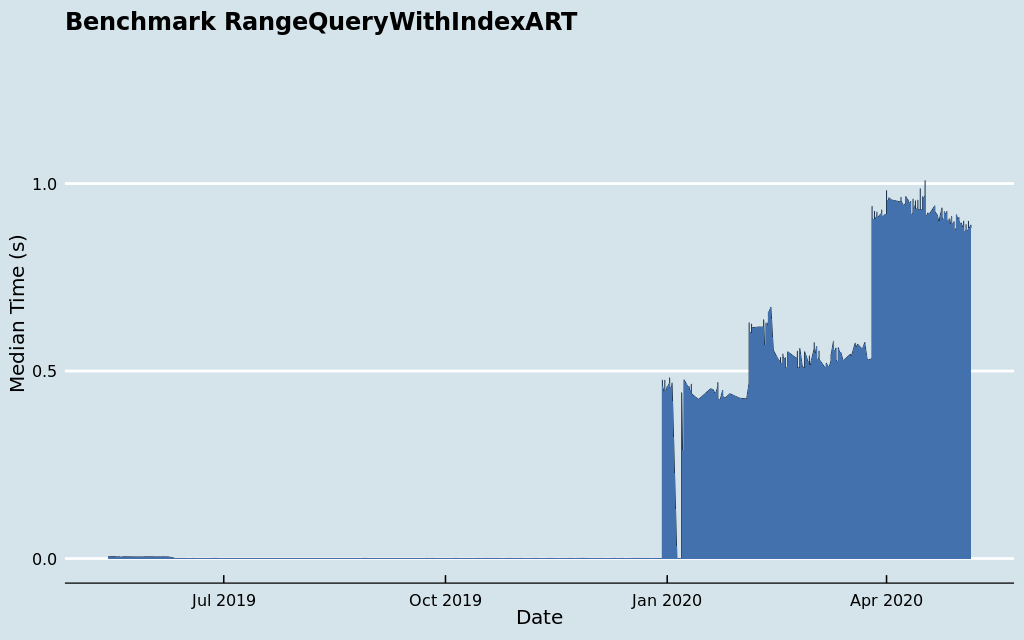 Benchmark RangeQueryWithIndexART
Median Time (s)
1.0
0.5
0.0
Jul 2019 Oct 2019 Jan 2020 Apr 2020
Date